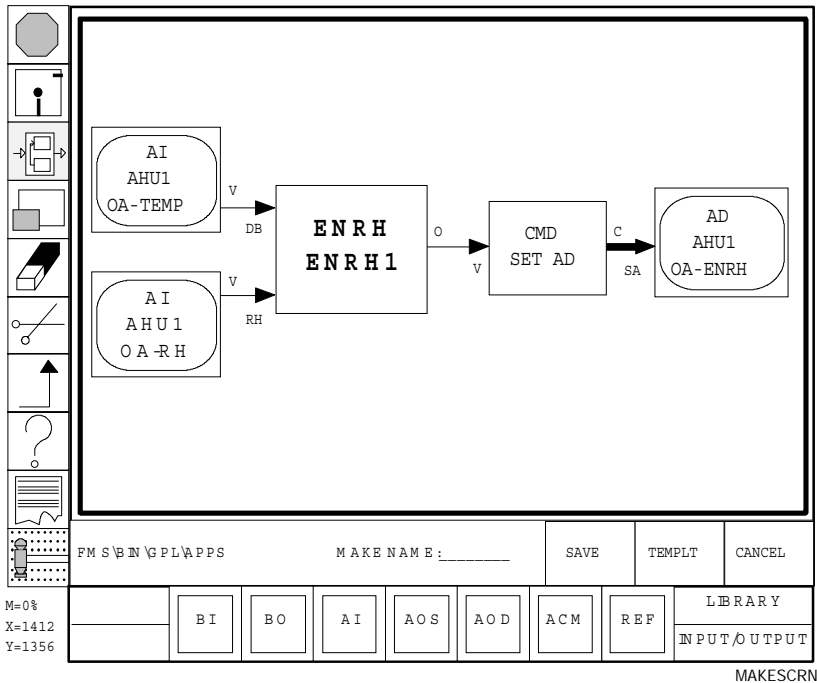 AI
AHU1
OA-TEMP
V
DB
AI
AHU1
OA-RH
V
RH
ENRH
ENRH1
O
V
CMD
SET AD
C
SA
AD
AHU1
OA-ENRH
FMS\BIN\GPL\APPS
MAKENAME:________
SAVE
TEMPLT
CANCEL
M=0%
X=1412
Y=1356
BI
BO
AI
AOS
AOD
ACM
REF
LIBRARY
INPUT/OUTPUT
MAKESCRN